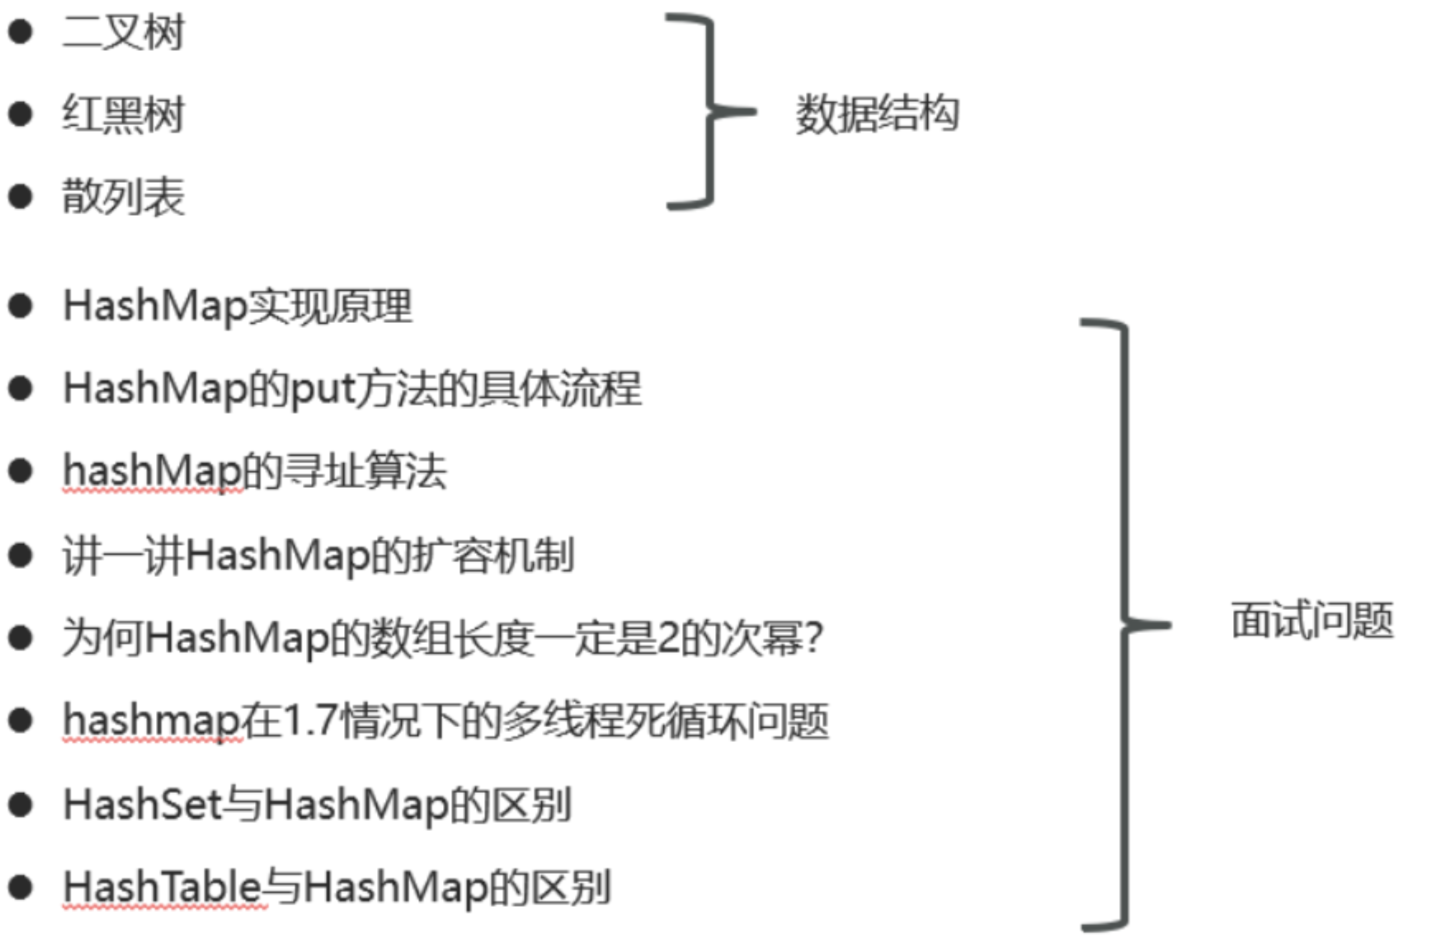 二叉树
红黑树
散列表
数据结构
HashMap实现原理
HashMap的put方法的具体流程
hashMap的寻址算法
讲一讲HashMap的扩容机制
为何HashMap的数组长度一定是2的次幂？
hashmap在1.7情况下的多线程死循环问题
HashSet与HashMap的区别
HashTable与HashMap的区别
面试问题